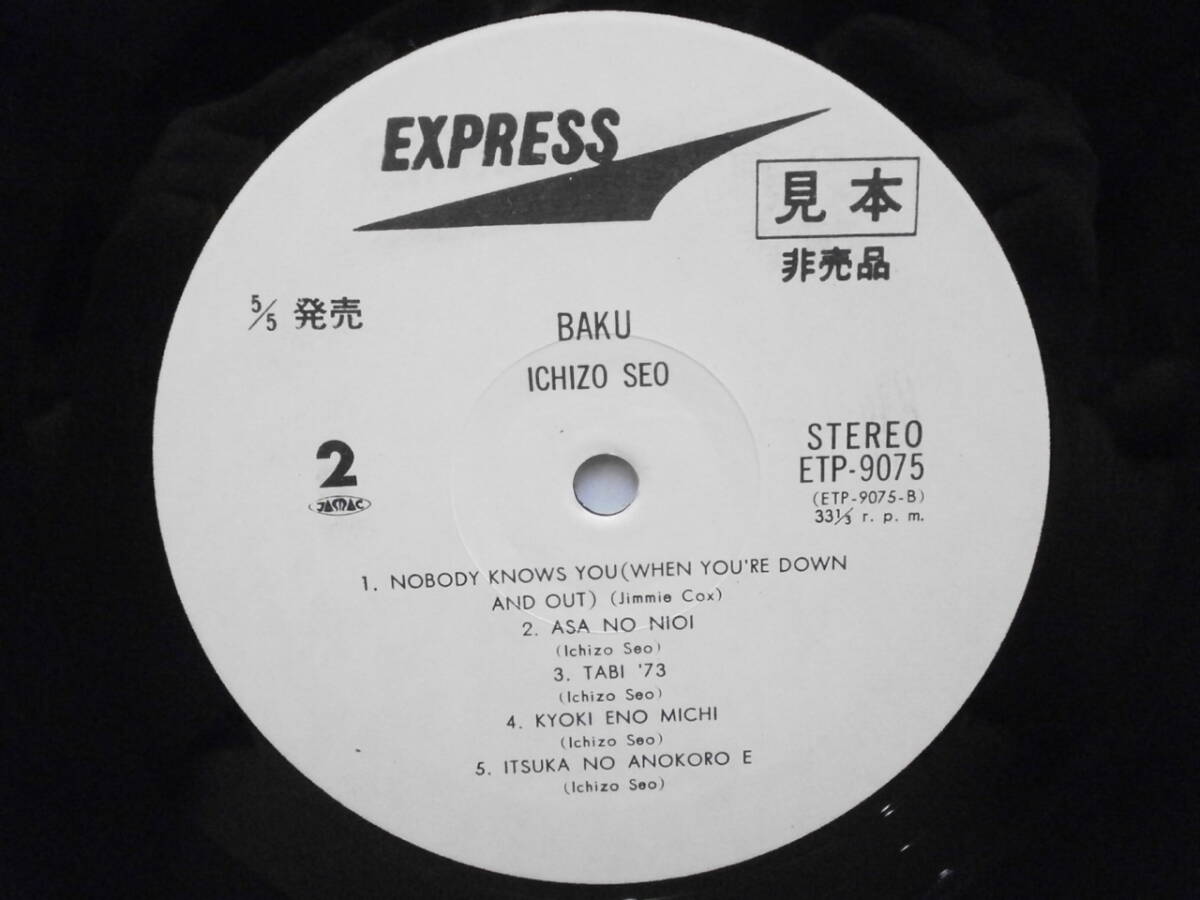 EXPRESS
見本
非売品
5/5 発売
BAKU
ICHIZO SEO
2
JASRAC
STEREO
ETP-9075
(ETP-9075-B)
33⅓ r. p. m.
1. NOBODY KNOWS YOU (WHEN YOU'RE DOWN
AND OUT) (Jimmie Cox)
2. ASA NO NIOI
(Ichizo Seo)
3. TABI '73
(Ichizo Seo)
4. KYOKI ENO MICHI
(Ichizo Seo)
5. ITSUKA NO ANOKORO E
(Ichizo Seo)